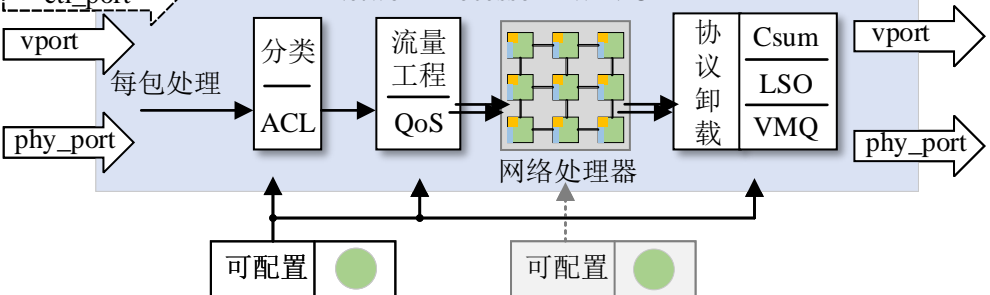 vport
phy_port
每包处理
分类
ACL
流量
工程
QoS
网络处理器
协
议
卸
载
Csum
LSO
VMQ
vport
phy_port
可配置
可配置